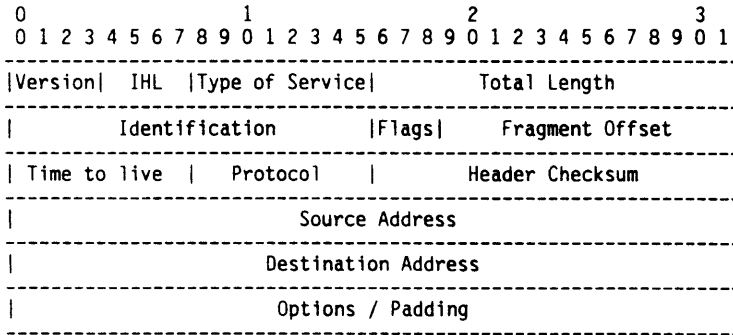 0 1 2 3
0 1 2 3 4 5 6 7 8 9 0 1 2 3 4 5 6 7 8 9 0 1 2 3 4 5 6 7 8 9 0 1
|Version| IHL |Type of Service| Total Length
| Identification |Flags| Fragment Offset
| Time to live | Protocol | Header Checksum
| Source Address
| Destination Address
| Options / Padding